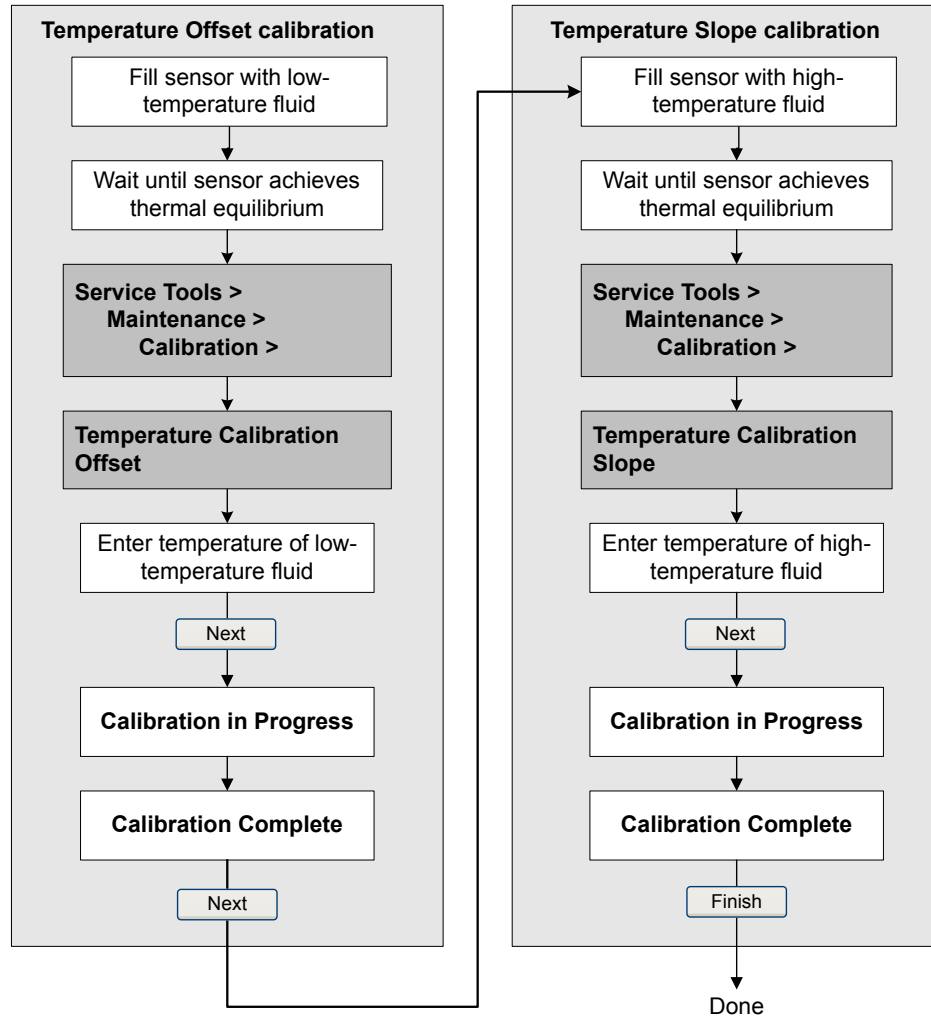 Temperature Offset calibration
Fill sensor with low-
temperature fluid
Wait until sensor achieves
thermal equilibrium
Service Tools >
Maintenance >
Calibration >
Temperature Calibration
Offset
Enter temperature of low-
temperature fluid
Next
Calibration in Progress
Calibration Complete
Next
Temperature Slope calibration
Fill sensor with high-
temperature fluid
Wait until sensor achieves
thermal equilibrium
Service Tools >
Maintenance >
Calibration >
Temperature Calibration
Slope
Enter temperature of high-
temperature fluid
Next
Calibration in Progress
Calibration Complete
Finish
Done